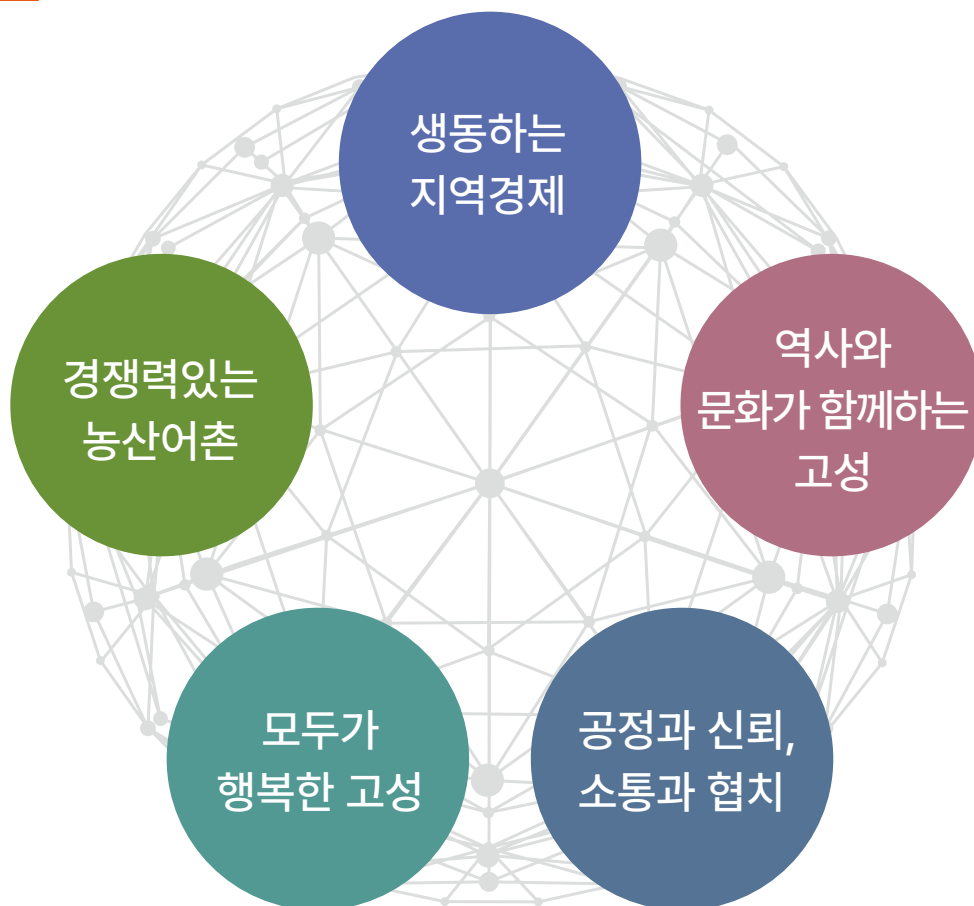 생동하는
지역경제
경쟁력있는
농산어촌
역사와
문화가 함께하는
고성
모두가
행복한 고성
공정과 신뢰,
소통과 협치